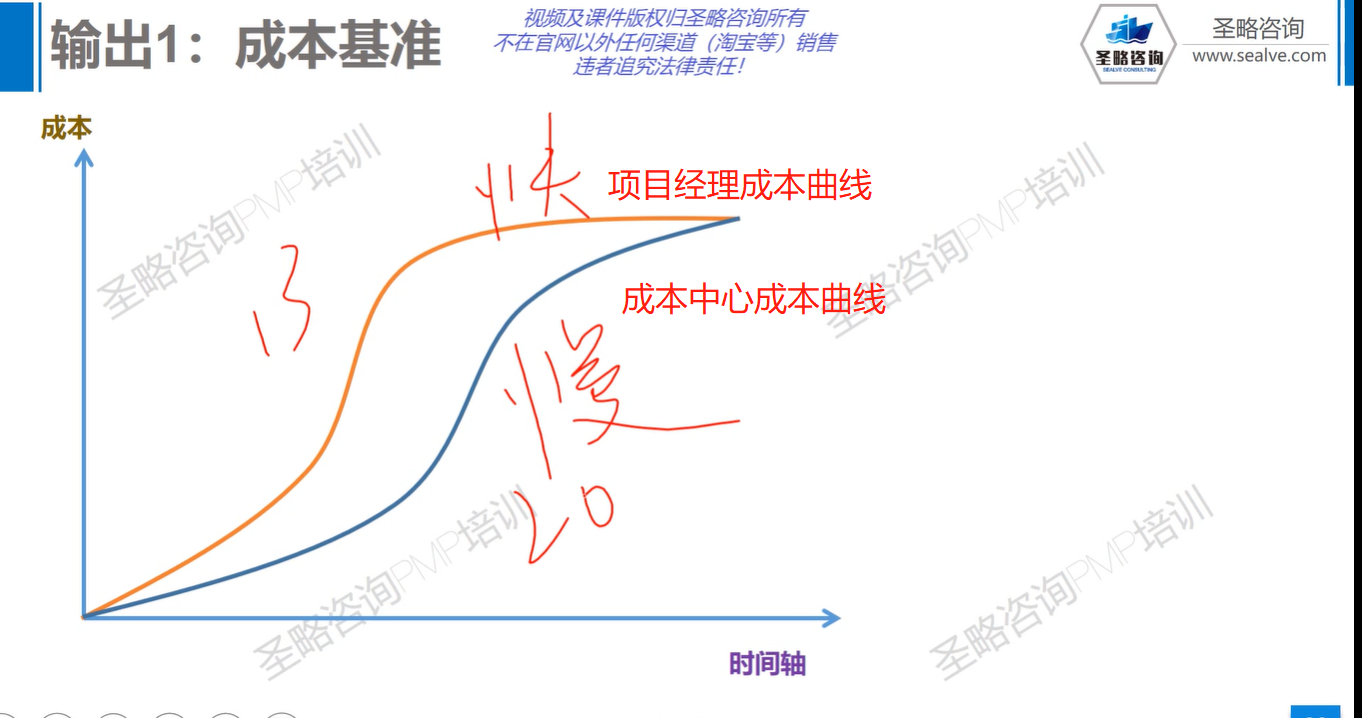 输出1：成本基准
视频及课件版权归圣略咨询所有
不在官网以外任何渠道（淘宝等）销售
违者追究法律责任！
圣略咨询
SEALVE CONSULTING
圣略咨询
www.sealve.com
成本
圣略咨询PMP培训
圣略咨询PMP培训
快
项目经理成本曲线
13
成本中心成本曲线
慢
20
圣略咨询PMP培训
圣略咨询PMP培训
时间轴